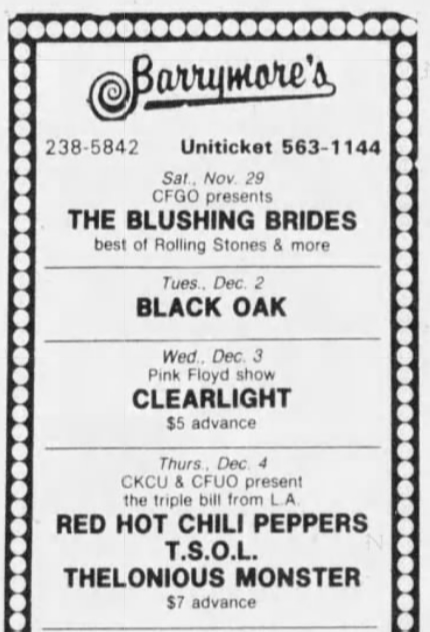 Barrymore's
238-5842 Uniticket 563-1144
Sat., Nov. 29
CFGO presents
THE BLUSHING BRIDES
best of Rolling Stones & more
Tues., Dec. 2
BLACK OAK
Wed., Dec. 3
Pink Floyd show
CLEARLIGHT
$5 advance
Thurs., Dec. 4
CKCU & CFUO present
the triple bill from L.A.
RED HOT CHILI PEPPERS
T.S.O.L.
THELONIOUS MONSTER
$7 advance